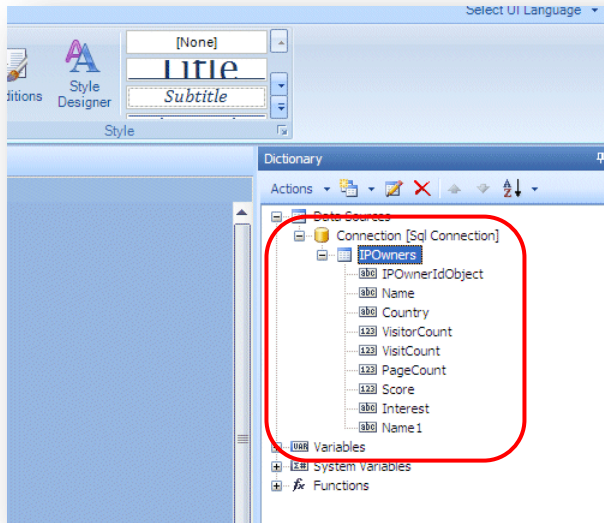 Select UI Language
[None]
Title
ditions
Style Designer
Subtitle
Style
Dictionary
Actions
Data Sources
Connection [Sql Connection]
IPOwners
abc IPOwnerIdObject
abc Name
abc Country
123 VisitorCount
123 VisitCount
123 PageCount
123 Score
abc Interest
abc Name1
VAR Variables
Σ# System Variables
fx Functions